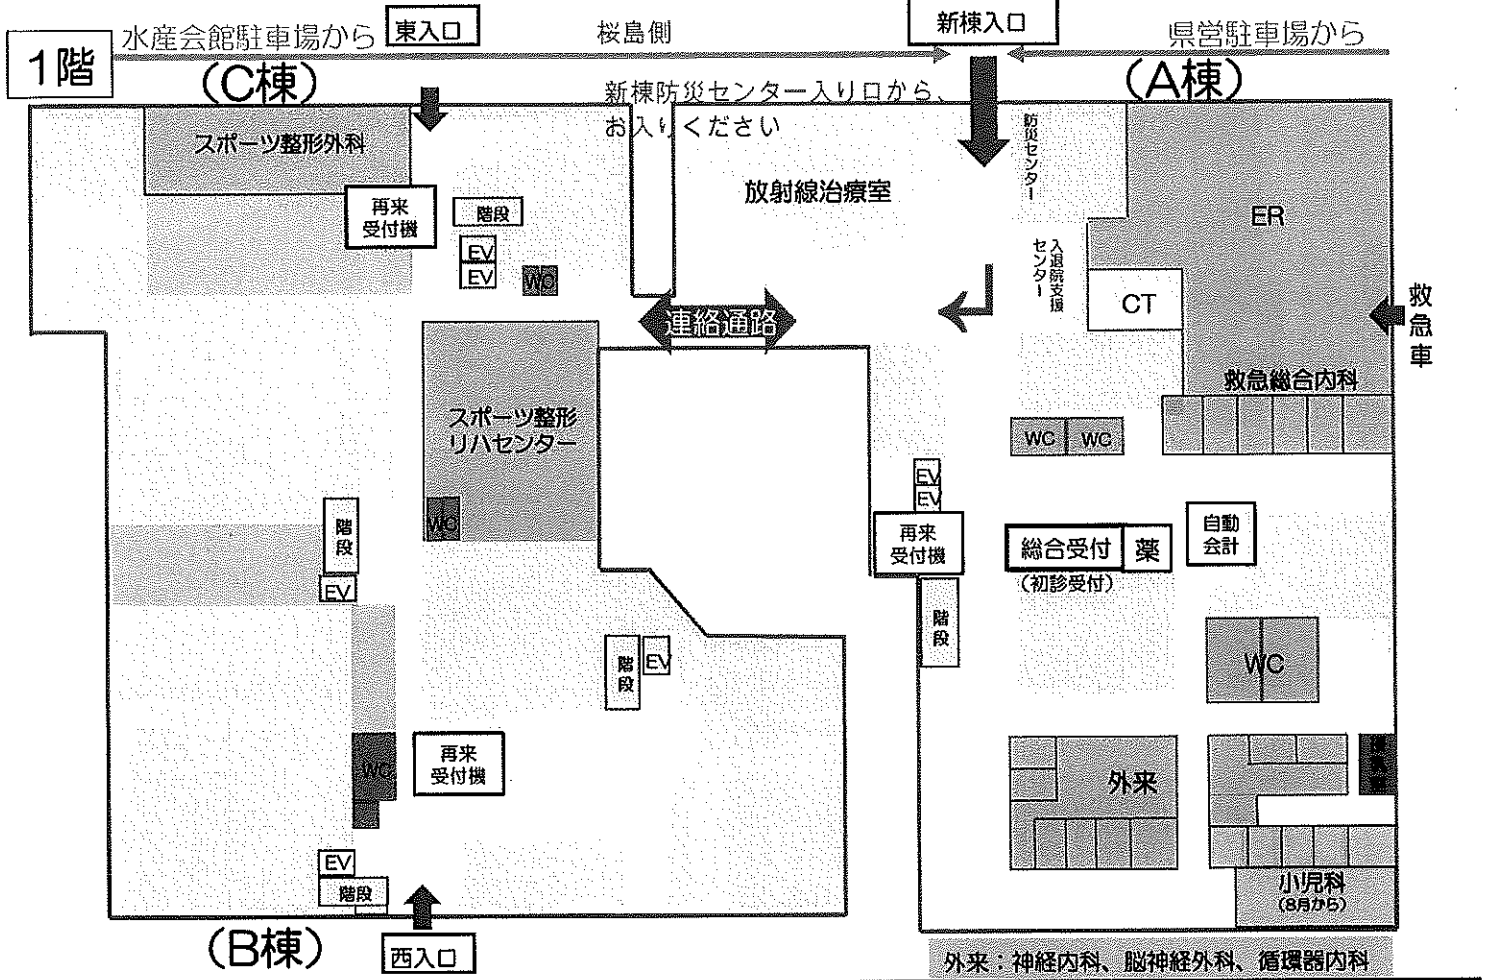 1階
水産会館駐車場から
東入口
桜島側
新棟入口
県営駐車場から
(C棟)
(A棟)
新棟防災センター入り口から、
お入りください
スポーツ整形外科
再来
受付機
階段
EV
EV
WC
放射線治療室
防災センター
入退院支援
センター
ER
CT
救急車
連絡通路
救急総合内科
スポーツ整形
リハセンター
WC
WC
WC
EV
EV
再来
受付機
総合受付
薬
(初診受付)
自動
会計
階段
EV
階段
EV
階段
WC
WC
再来
受付機
外来
EV
階段
小児科
(8月から)
(B棟)
西入口
外来：神経内科、脳神経外科、循環器内科